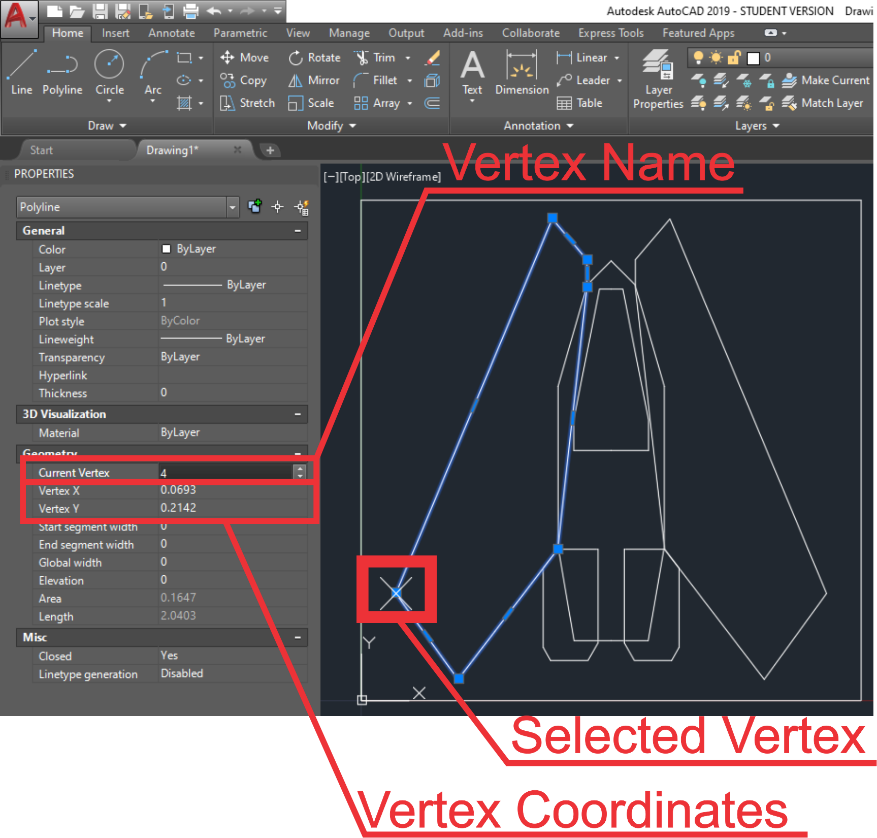 Autodesk AutoCAD 2019 - STUDENT VERSION Drawi
A
Home Insert Annotate Parametric View Manage Output Add-ins Collaborate Express Tools Featured Apps
Line Polyline Circle Arc
Move Rotate Trim
Copy Mirror Fillet
Stretch Scale Array
A Text Dimension
Linear
Leader
Table
Layer Properties
0
Make Current
Match Layer
Draw Modify Annotation Layers
Start Drawing1*
PROPERTIES
Polyline
General
Color ByLayer
Layer 0
Linetype ByLayer
Linetype scale 1
Plot style ByColor
Lineweight ByLayer
Transparency ByLayer
Hyperlink
Thickness 0
3D Visualization
Material ByLayer
Geometry
Current Vertex 4
Vertex X 0.0693
Vertex Y 0.2142
Start segment width 0
End segment width 0
Global width 0
Elevation 0
Area 0.1647
Length 2.0403
Misc
Closed Yes
Linetype generation Disabled
[−][Top][2D Wireframe]
Vertex Name
Y
X
Selected Vertex
Vertex Coordinates